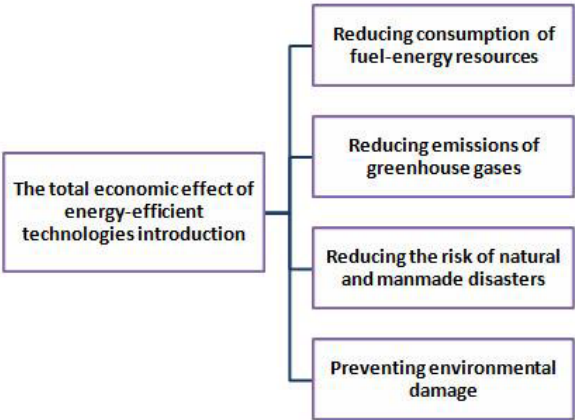 The total economic effect of
energy-efficient
technologies introduction
Reducing consumption of
fuel-energy resources
Reducing emissions of
greenhouse gases
Reducing the risk of natural
and manmade disasters
Preventing environmental
damage